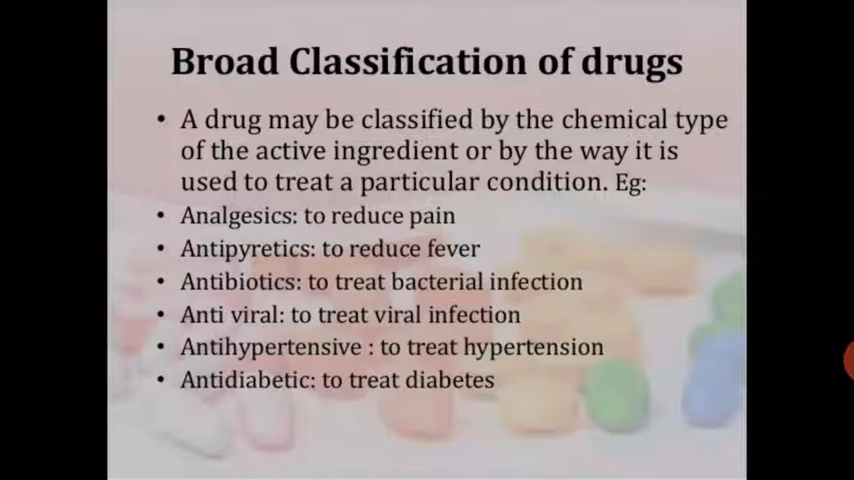 Broad Classification of drugs
• A drug may be classified by the chemical type
of the active ingredient or by the way it is
used to treat a particular condition. Eg:
• Analgesics: to reduce pain
• Antipyretics: to reduce fever
• Antibiotics: to treat bacterial infection
• Anti viral: to treat viral infection
• Antihypertensive : to treat hypertension
• Antidiabetic: to treat diabetes